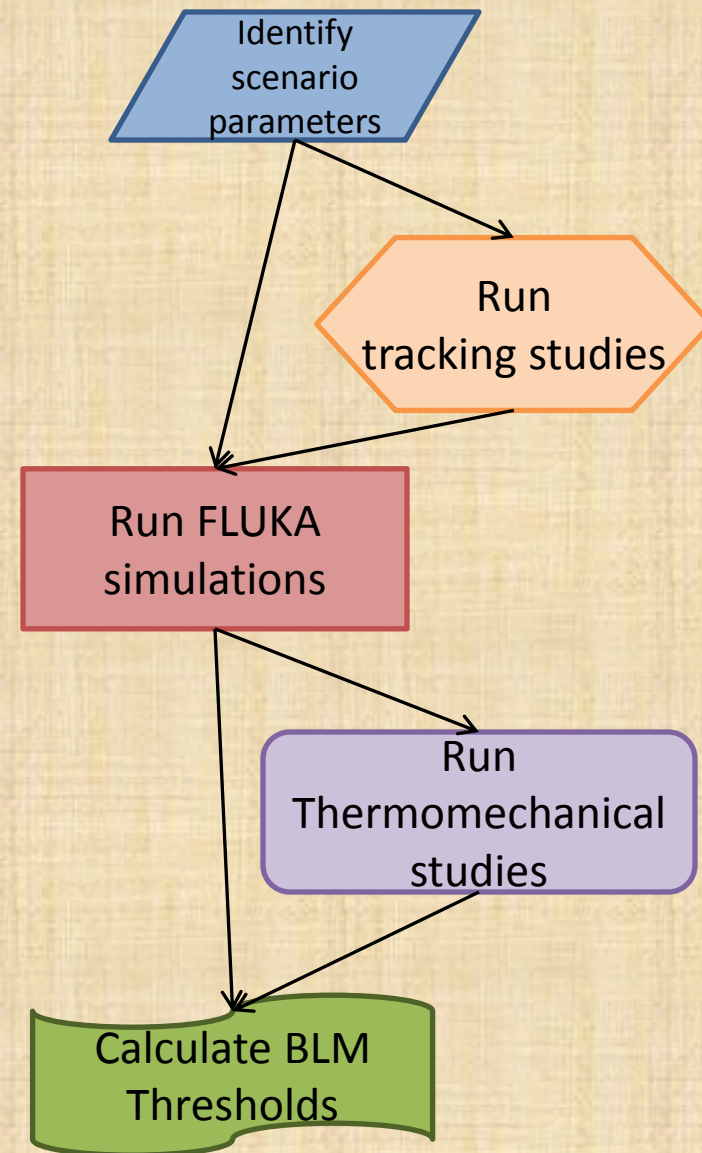 Identify
scenario
parameters
Run
tracking studies
Run FLUKA
simulations
Run
Thermomechanical
studies
Calculate BLM
Thresholds